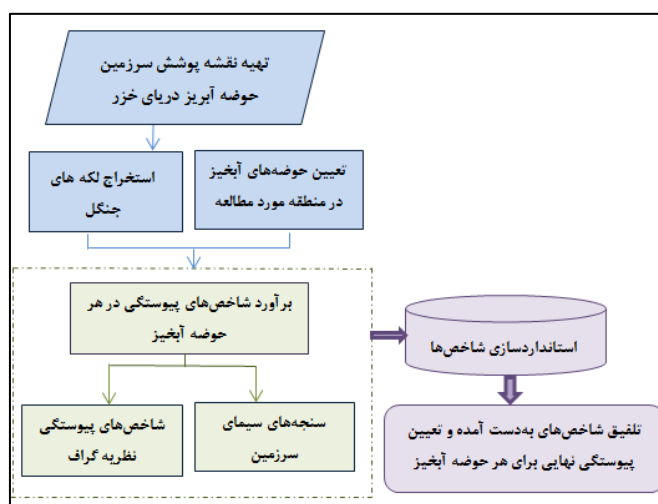 تهیه نقشه پوشش سرزمین
حوضه آبریز دریای خزر
استخراج لکه های
جنگل
تعیین حوضه‌های آبخیز
در منطقه مورد مطالعه
برآورد شاخص‌های پیوستگی در هر
حوضه آبخیز
شاخص‌های پیوستگی
نظریه گراف
سنجه‌های سیمای
سرزمین
استانداردسازی شاخص‌ها
تلفیق شاخص‌های به‌دست آمده و تعیین
پیوستگی نهایی برای هر حوضه آبخیز